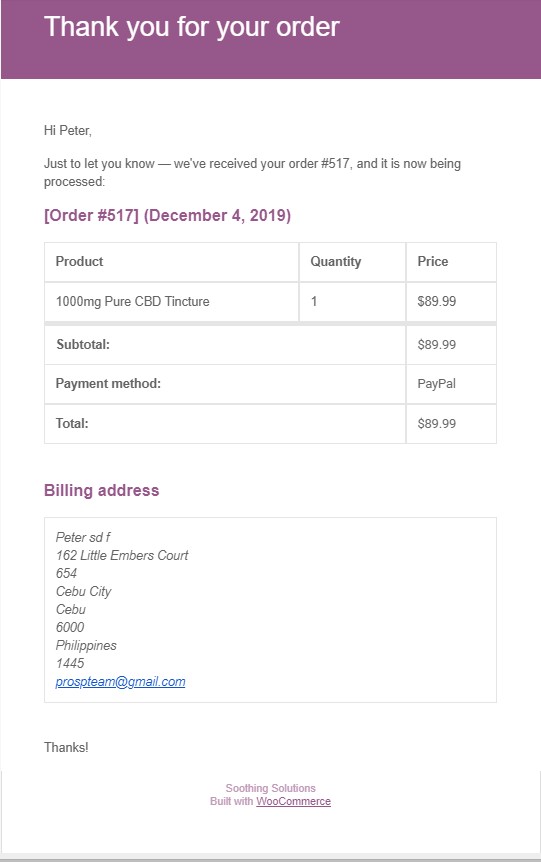 Thank you for your order
Hi Peter,
Just to let you know — we've received your order #517, and it is now being
processed:
[Order #517] (December 4, 2019)
Product Quantity Price
1000mg Pure CBD Tincture 1 $89.99
Subtotal: $89.99
Payment method: PayPal
Total: $89.99
Billing address
Peter sd f
162 Little Embers Court
654
Cebu City
Cebu
6000
Philippines
1445
prospteam@gmail.com
Thanks!
Soothing Solutions
Built with WooCommerce